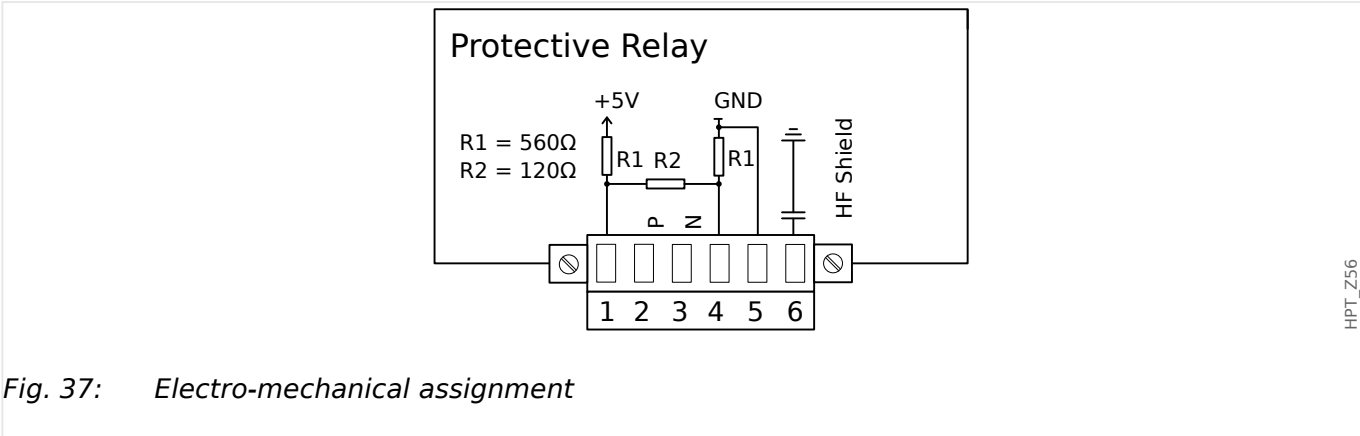 Protective Relay
+5V
GND
R1 = 560Ω
R2 = 120Ω
R1
R2
R1
HF Shield
P
N
1 2 3 4 5 6
HPT_Z56
Fig. 37: Electro-mechanical assignment